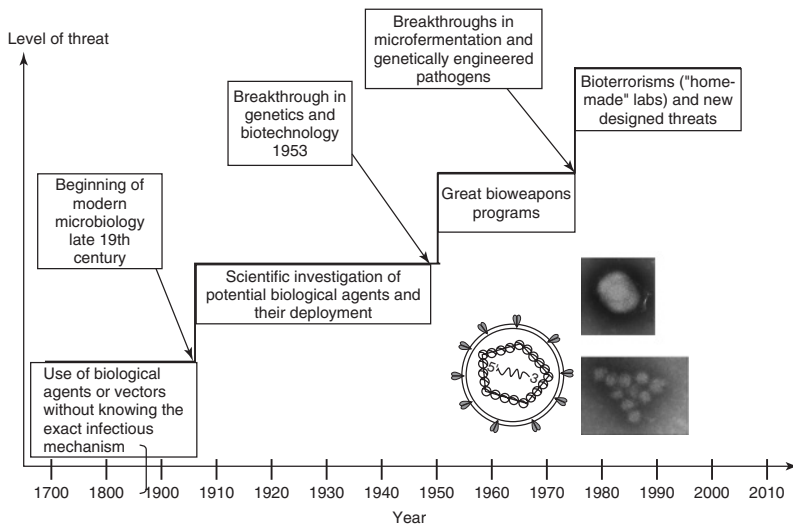 Level of threat
Breakthroughs in
microfermentation and
genetically engineered
pathogens
Bioterrorisms ("home-
made" labs) and new
designed threats
Breakthrough in
genetics and
biotechnology
1953
Beginning of
modern
microbiology
late 19th
century
Great bioweapons
programs
Scientific investigation of
potential biological agents and
their deployment
Use of biological
agents or vectors
without knowing the
exact infectious
mechanism
5' 3
1700 1800 1900 1910 1920 1930 1940 1950 1960 1970 1980 1990 2000 2010
Year